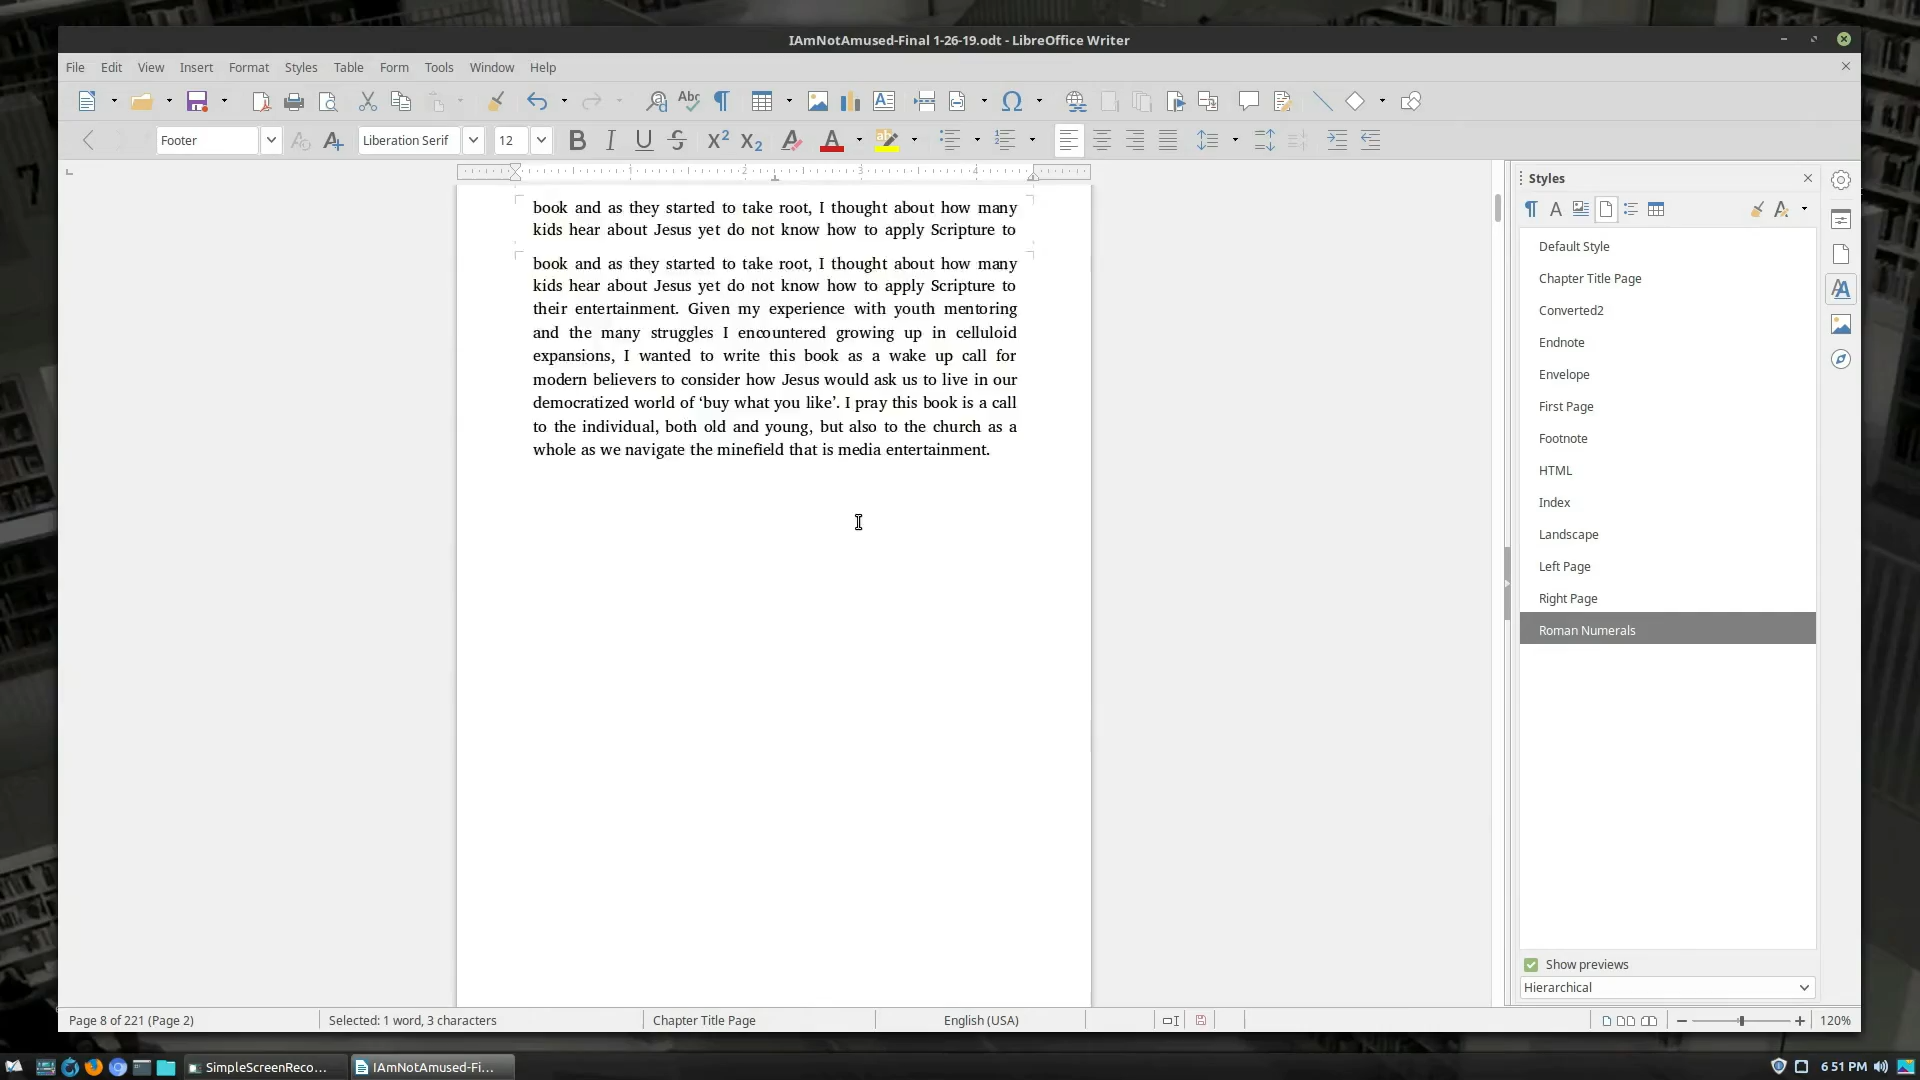 IAmNotAmused-Final 1-26-19.odt - LibreOffice Writer
File Edit View Insert Format Styles Table Form Tools Window Help
Footer Liberation Serif 12
2 3 4
book and as they started to take root, I thought about how many
kids hear about Jesus yet do not know how to apply Scripture to
book and as they started to take root, I thought about how many
kids hear about Jesus yet do not know how to apply Scripture to
their entertainment. Given my experience with youth mentoring
and the many struggles I encountered growing up in celluloid
expansions, I wanted to write this book as a wake up call for
modern believers to consider how Jesus would ask us to live in our
democratized world of ‘buy what you like’. I pray this book is a call
to the individual, both old and young, but also to the church as a
whole as we navigate the minefield that is media entertainment.
Styles
Default Style
Chapter Title Page
Converted2
Endnote
Envelope
First Page
Footnote
HTML
Index
Landscape
Left Page
Right Page
Roman Numerals
Show previews
Hierarchical
Page 8 of 221 (Page 2) Selected: 1 word, 3 characters Chapter Title Page English (USA) 120%
SimpleScreenReco... IAmNotAmused-Fi... 6 51 PM